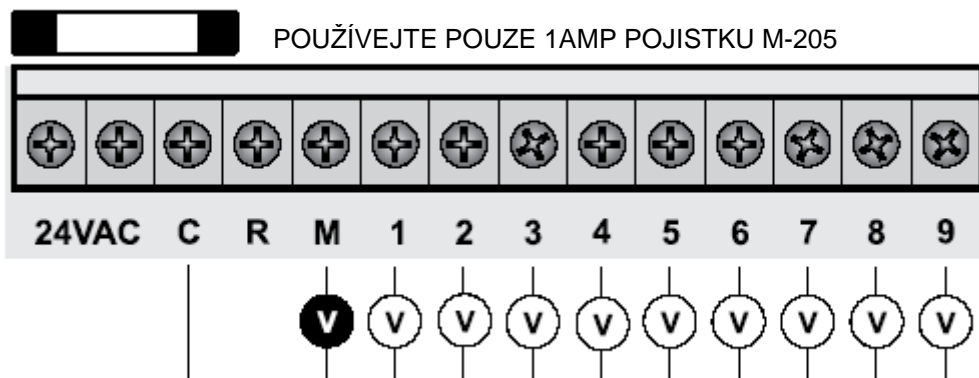 POUŽÍVEJTE POUZE 1AMP POJISTKU M-205
24VAC C R M 1 2 3 4 5 6 7 8 9
V V V V V V V V V V